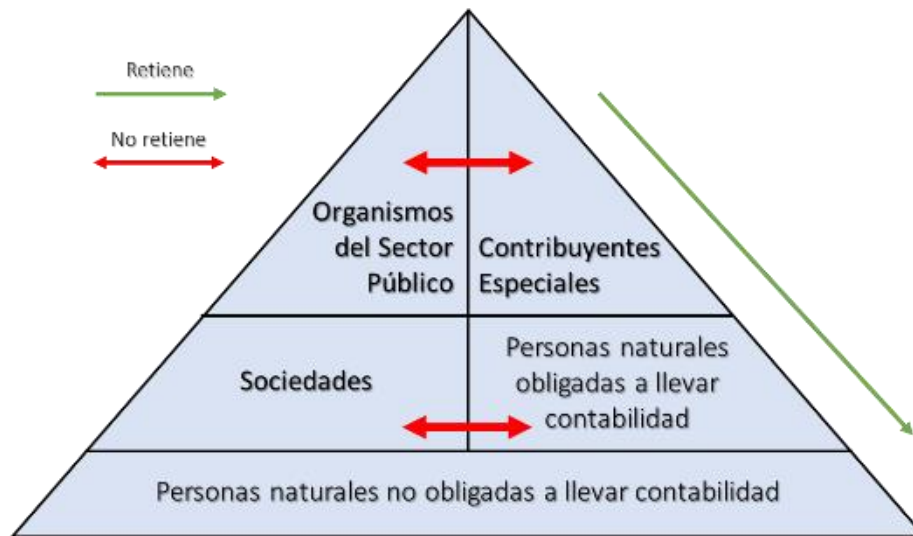 Retiene
No retiene
Organismos
del Sector
Público
Contribuyentes
Especiales
Sociedades
Personas naturales
obligadas a llevar
contabilidad
Personas naturales no obligadas a llevar contabilidad